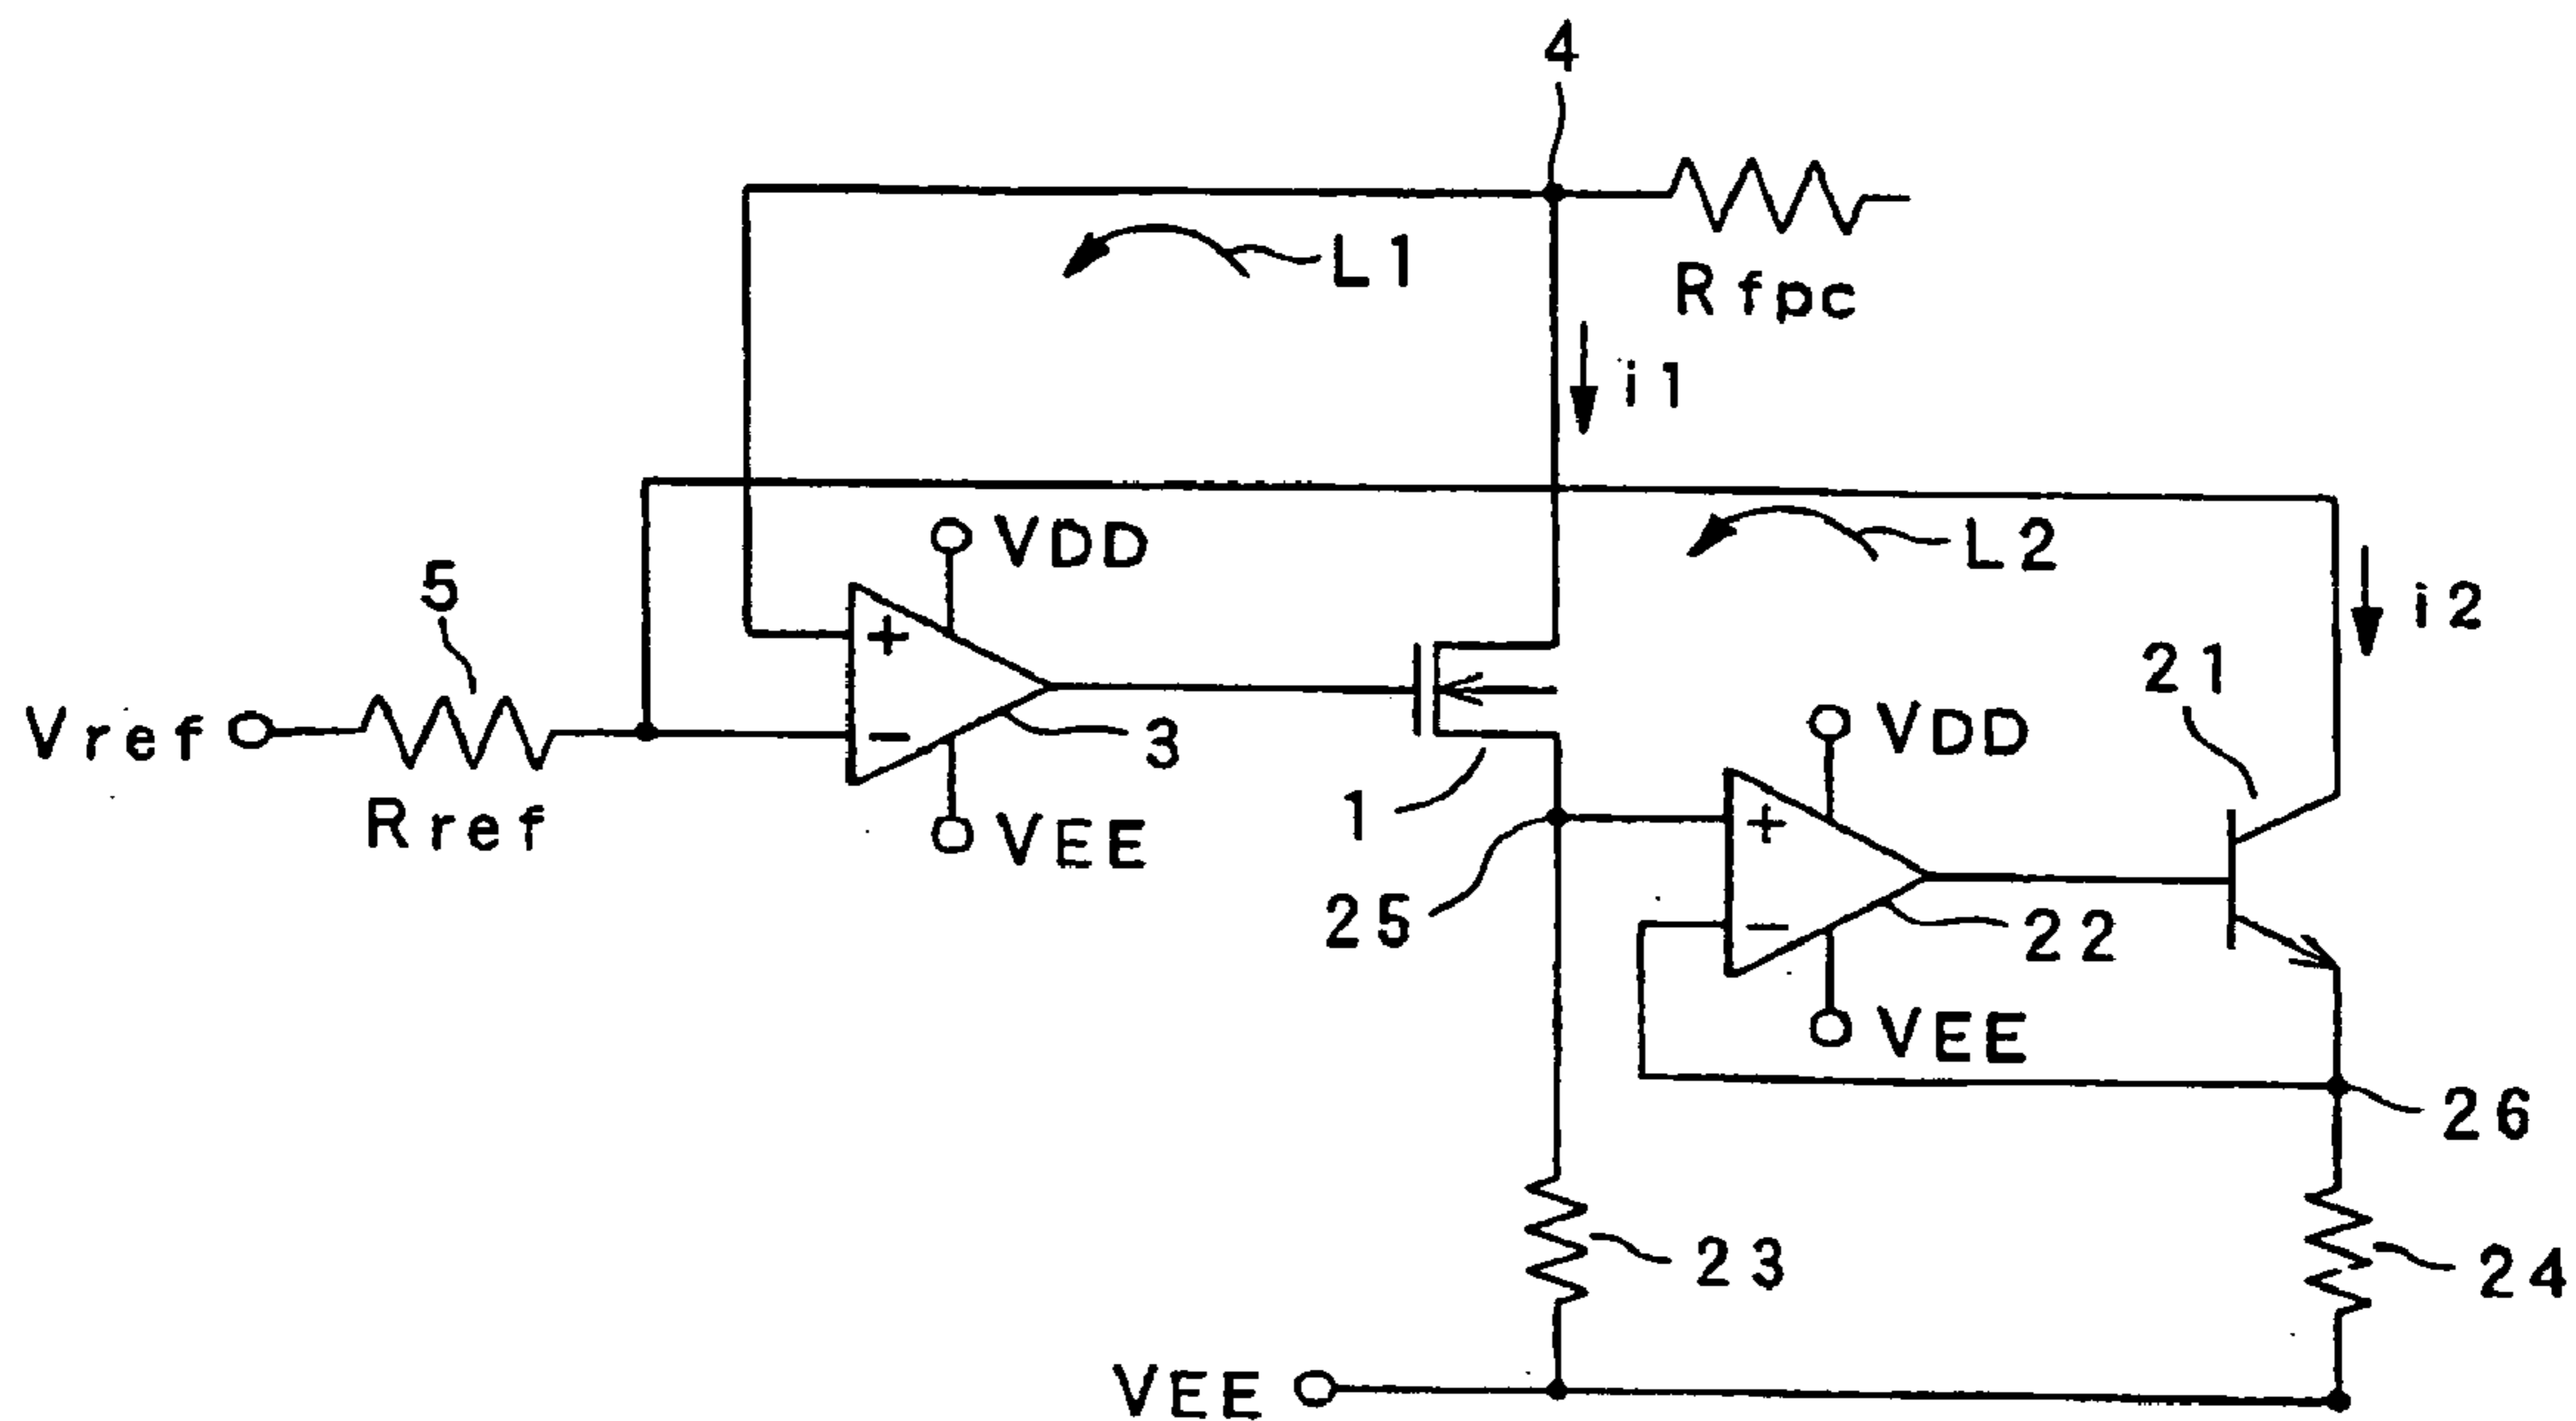 4
L1
Rfpc
i1
VDD
L2
5
i2
21
Vref
+
-
3
Rref
VEE
1
VDD
+
-
25
22
VEE
26
23
24
VEE